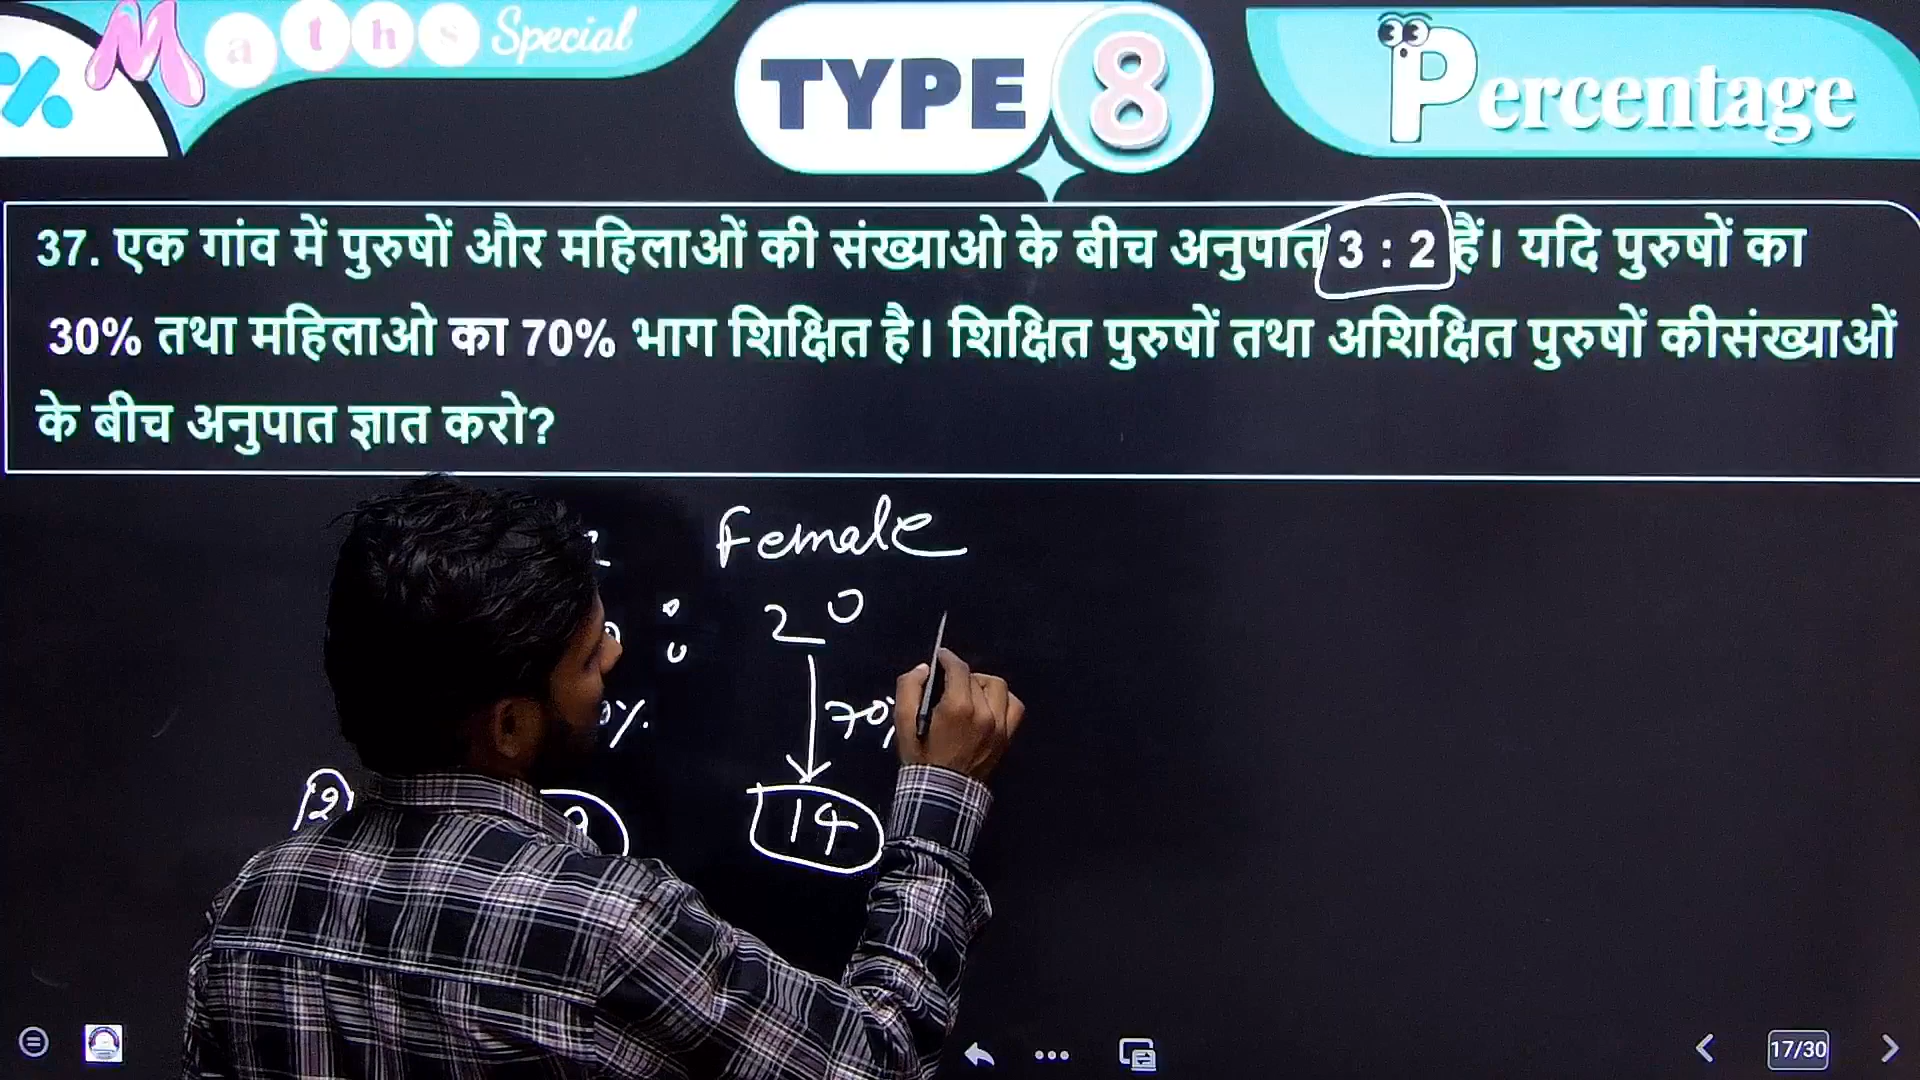 Maths Special
TYPE 8
Percentage
37. एक गांव में पुरुषों और महिलाओं की संख्याओ के बीच अनुपात 3 : 2 हैं। यदि पुरुषों का
30% तथा महिलाओ का 70% भाग शिक्षित है। शिक्षित पुरुषों तथा अशिक्षित पुरुषों कीसंख्याओं
के बीच अनुपात ज्ञात करो?
Female
: 20
70%
14
17/30